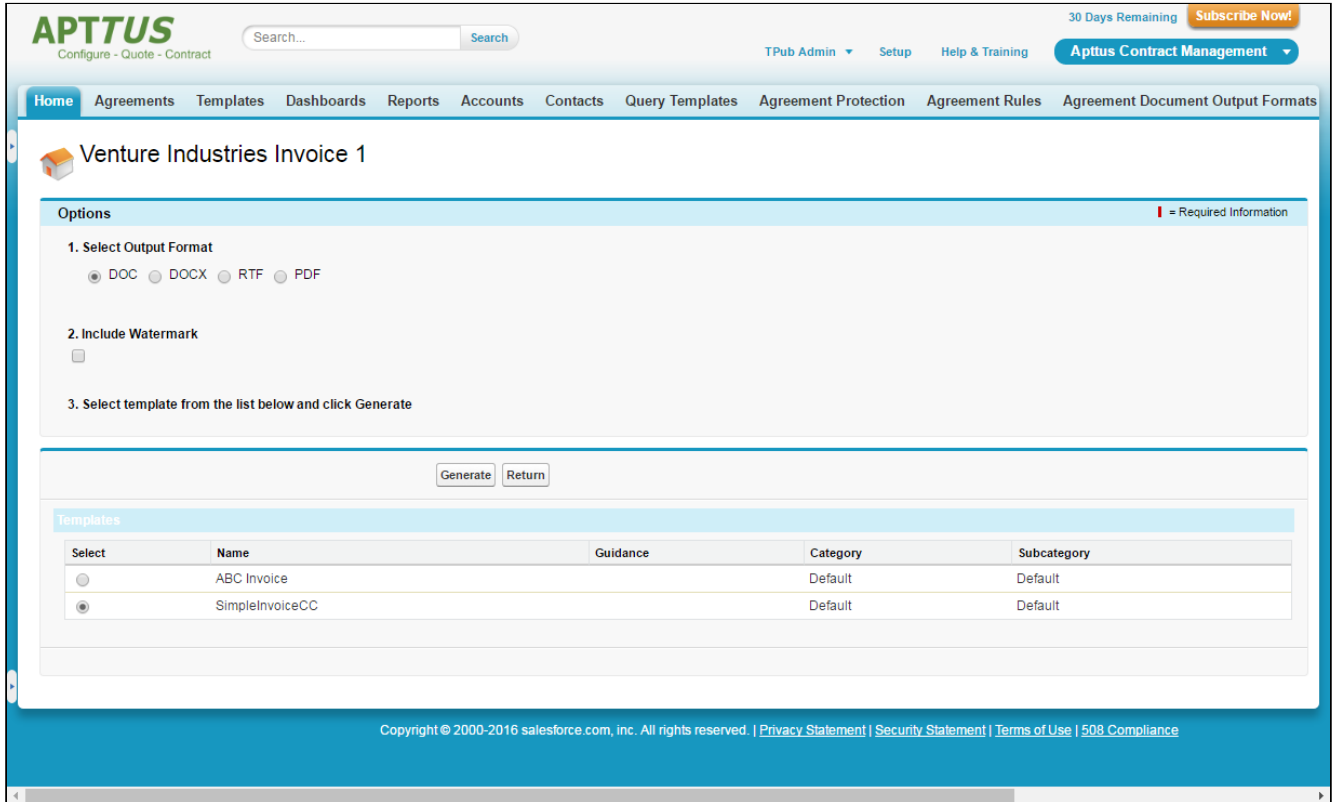 30 Days Remaining Subscribe Now!
APTTUS
Configure - Quote - Contract
Search... Search
TPub Admin Setup Help & Training Apttus Contract Management
Home Agreements Templates Dashboards Reports Accounts Contacts Query Templates Agreement Protection Agreement Rules Agreement Document Output Formats
Venture Industries Invoice 1
Options = Required Information
1. Select Output Format
DOC DOCX RTF PDF
2. Include Watermark
3. Select template from the list below and click Generate
Generate Return
Templates
Select Name Guidance Category Subcategory
ABC Invoice Default Default
SimpleInvoiceCC Default Default
Copyright © 2000-2016 salesforce.com, inc. All rights reserved. | Privacy Statement | Security Statement | Terms of Use | 508 Compliance